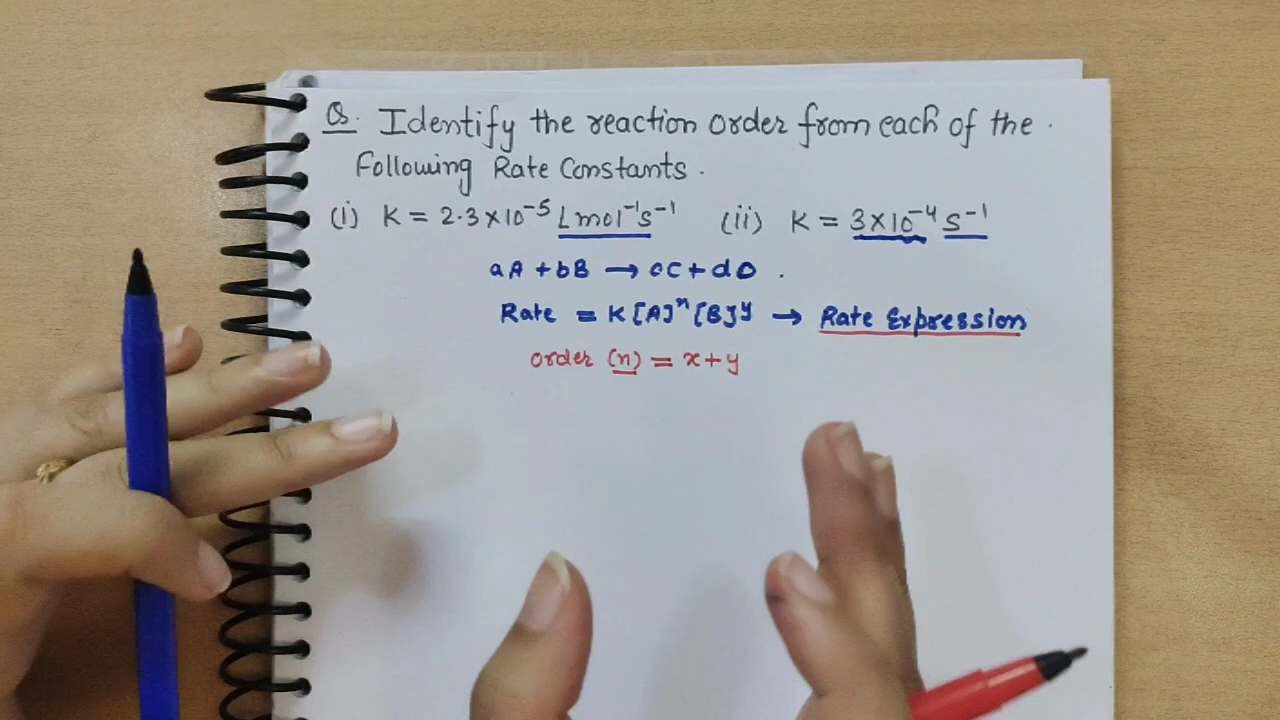 Q. Identify the reaction order from each of the.
Following Rate Constants.
(i) K = 2.3×10⁻⁵ L mol⁻¹ s⁻¹ (ii) K = 3×10⁻⁴ s⁻¹
aA + bB → cC + dD.
Rate = K[A]ˣ[B]ʸ → Rate Expression
order (n) = x+y